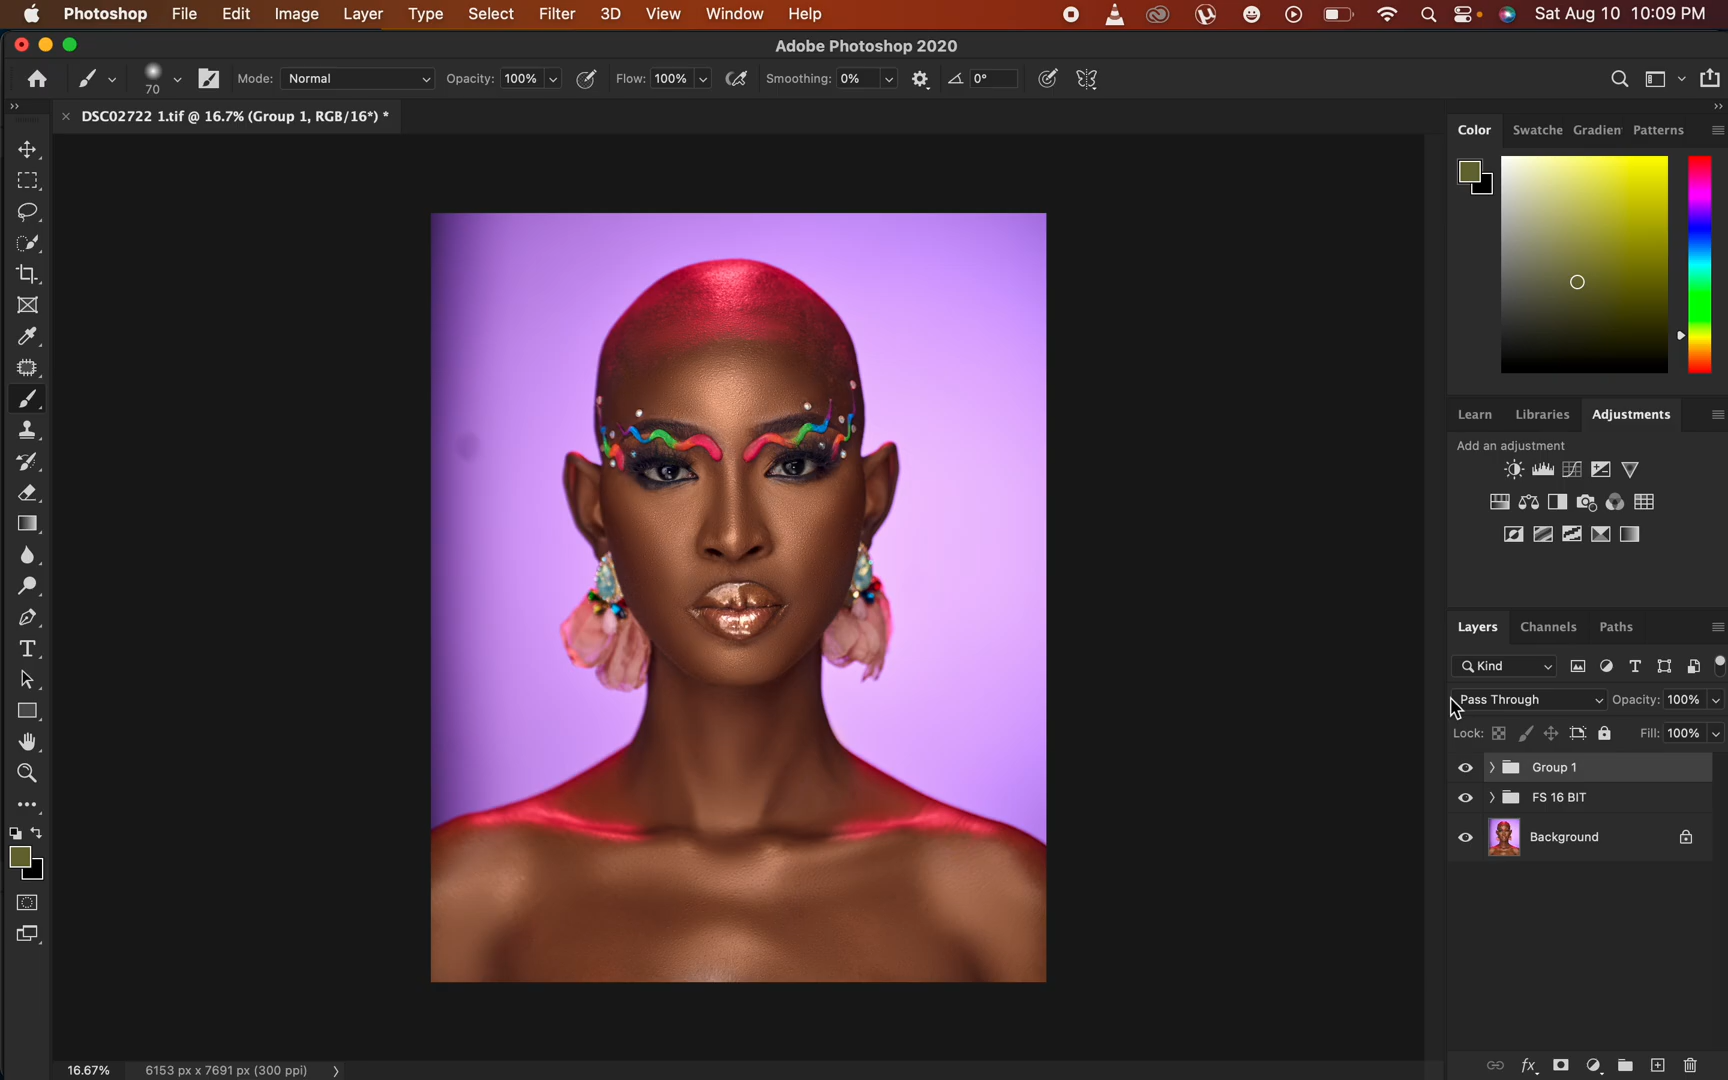 Photoshop File Edit Image Layer Type Select Filter 3D View Window Help Sat Aug 10 10:09 PM
Adobe Photoshop 2020
70 Mode: Normal Opacity: 100% Flow: 100% Smoothing: 0% 0°
DSC02722 1.tif @ 16.7% (Group 1, RGB/16*) *
Color Swatche Gradien Patterns
Learn Libraries Adjustments
Add an adjustment
Layers Channels Paths
Kind
Pass Through Opacity: 100%
Lock: Fill: 100%
Group 1
FS 16 BIT
Background
16.67% 6153 px x 7691 px (300 ppi)